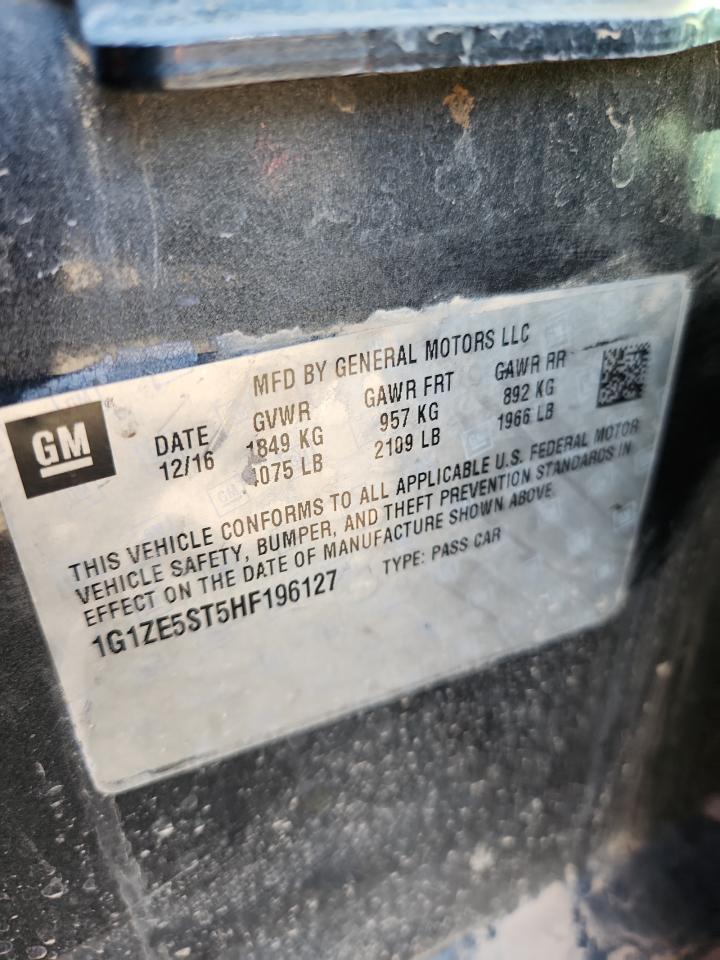 MFD BY GENERAL MOTORS LLC
GM
DATE GVWR GAWR FRT GAWR RR
12/16 1849 KG 957 KG 892 KG
4075 LB 2109 LB 1966 LB
THIS VEHICLE CONFORMS TO ALL APPLICABLE U.S. FEDERAL MOTOR
VEHICLE SAFETY, BUMPER, AND THEFT PREVENTION STANDARDS IN
EFFECT ON THE DATE OF MANUFACTURE SHOWN ABOVE.
1G1ZE5ST5HF196127 TYPE: PASS CAR